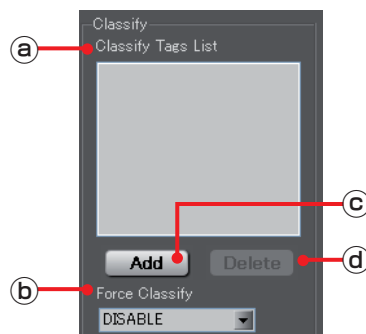 Classify
ⓐ Classify Tags List
ⓒ
Add Delete ⓓ
ⓑ Force Classify
DISABLE